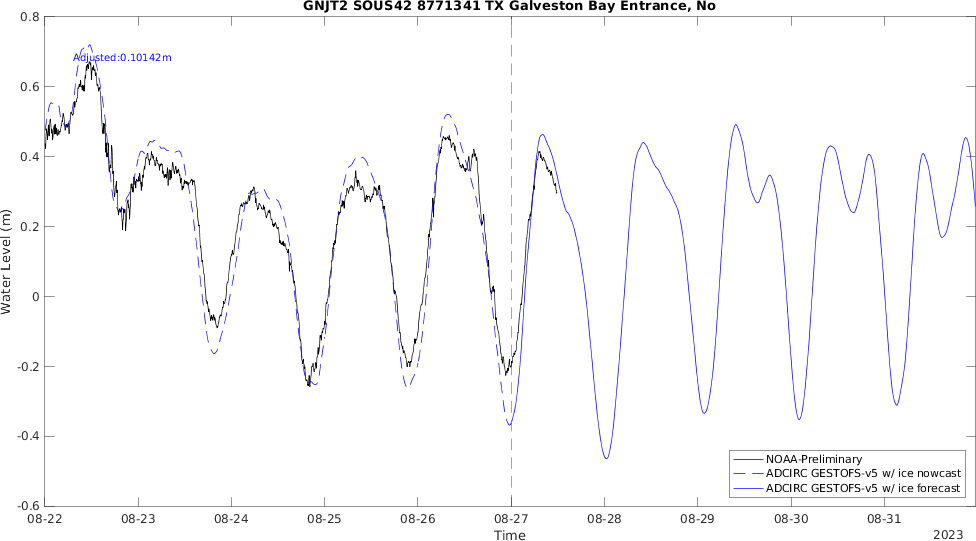 GNJT2 SOUS42 8771341 TX Galveston Bay Entrance, No
Adjusted:0.10142m
Water Level (m)
0.8
0.6
0.4
0.2
0
-0.2
-0.4
-0.6
NOAA-Preliminary
ADCIRC GESTOFS-v5 w/ ice nowcast
ADCIRC GESTOFS-v5 w/ ice forecast
08-22 08-23 08-24 08-25 08-26 08-27 08-28 08-29 08-30 08-31
Time
2023